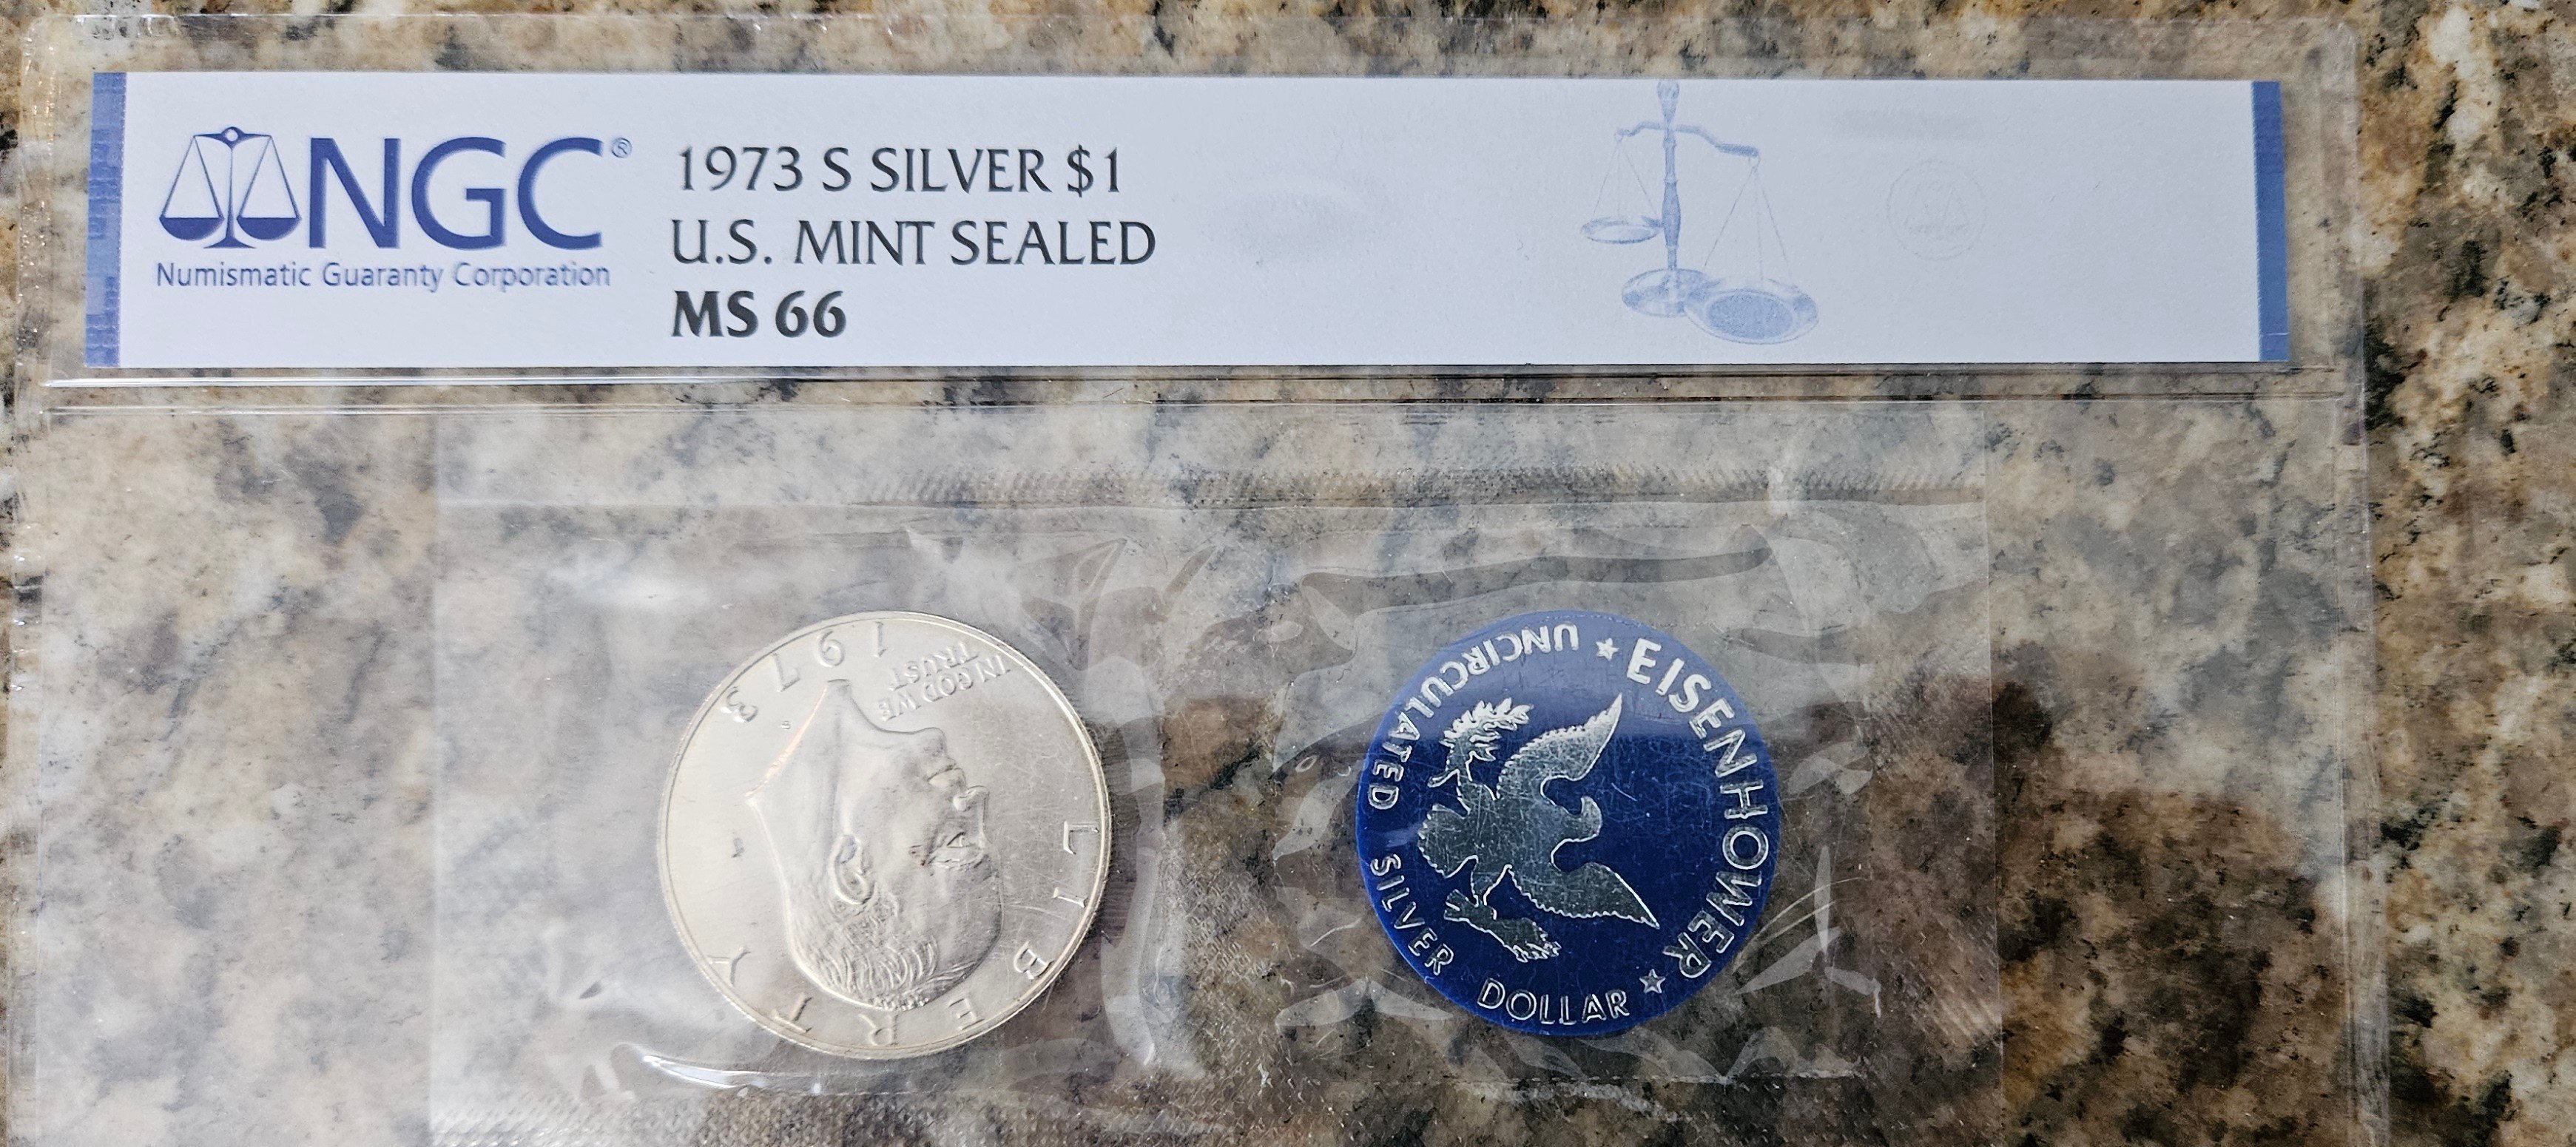 NGC®
Numismatic Guaranty Corporation
1973 S SILVER $1
U.S. MINT SEALED
MS 66
LIBERTY
IN GOD WE
TRUST
1973
S
EISENHOWER
UNCIRCULATED SILVER DOLLAR